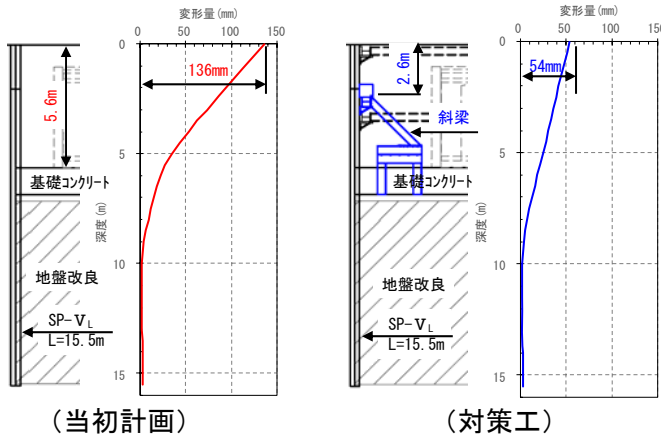 変形量(mm)
0 50 100 150
0
5
10
15
深度(m)
136mm
5.6m
基礎コンクリート
地盤改良
SP-VL
L=15.5m
(当初計画)
変形量(mm)
0 50 100 150
0
5
10
15
深度(m)
54mm
2.6m
斜梁
基礎コンクリート
地盤改良
SP-VL
L=15.5m
(対策工)